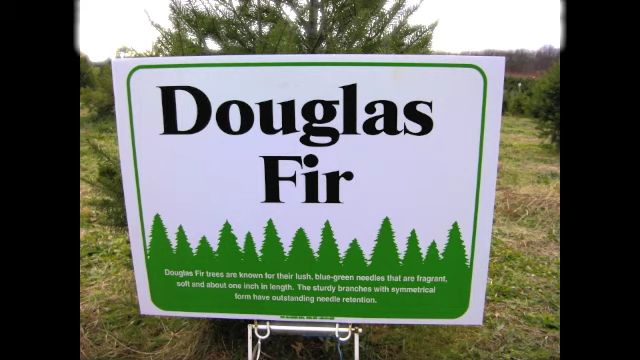 Douglas
Fir
Douglas Fir trees are known for their lush, blue-green needles that are fragrant,
soft and about one inch in length. The sturdy branches with symmetrical
form have outstanding needle retention.